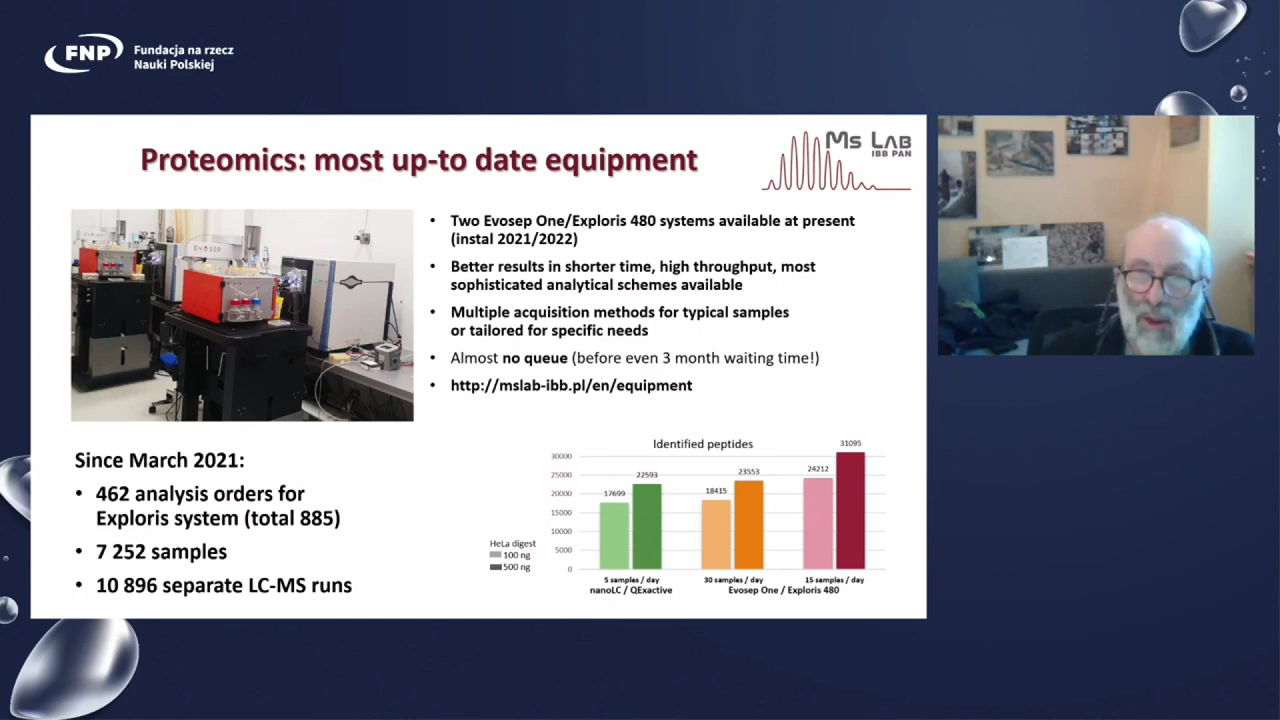 FNP
Fundacja na rzecz
Nauki Polskiej
Proteomics: most up-to date equipment
MS LAB
IBB PAN
EVOSEP
• Two Evosep One/Exploris 480 systems available at present
(instal 2021/2022)
• Better results in shorter time, high throughput, most
sophisticated analytical schemes available
• Multiple acquisition methods for typical samples
or tailored for specific needs
• Almost no queue (before even 3 month waiting time!)
• http://mslab-ibb.pl/en/equipment
Since March 2021:
• 462 analysis orders for
Exploris system (total 885)
• 7 252 samples
• 10 896 separate LC-MS runs
Identified peptides
31095
30000
25000
20000
15000
10000
5000
0
17699
22593
18415
23553
24212
HeLa digest
100 ng
500 ng
5 samples / day
30 samples / day
15 samples / day
nanoLC / QExactive
Evosep One / Exploris 480